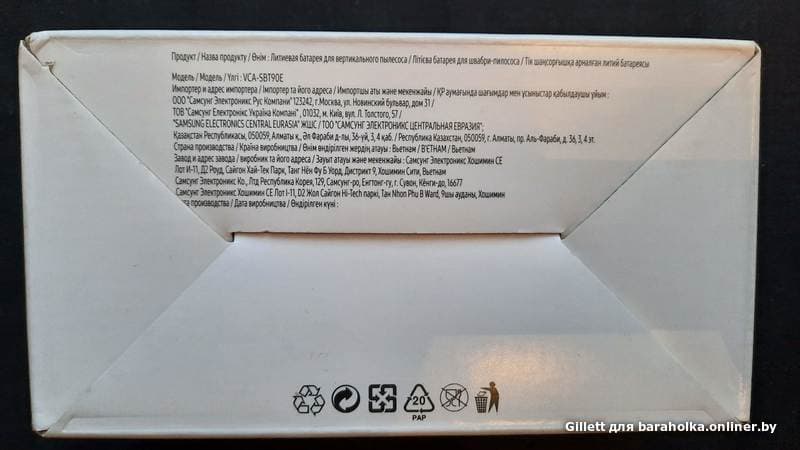 Продукт / Назва продукту / Өнім : Литиевая батарея для вертикального пылесоса / Літієва батарея для швабри-пилососа / Тік шаңсорғышқа арналған литий батареясы
Модель / Модель / Үлгі : VCA-SBT90E
Импортер и адрес импортера / Імпортер та його адреса / Импортшы аты және мекенжайы / ҚР аумағында шағымдар мен ұсыныстар қабылдаушы ұйым :
ООО "Самсунг Электроникс Рус Компани" 123242, г.Москва, ул. Новинский бульвар, дом 31 /
ТОВ "Самсунг Електронікс Україна Компані" , 01032, м. Київ, вул. Л. Толстого, 57 /
"SAMSUNG ELECTRONICS CENTRAL EURASIA" ЖШС / ТОО "САМСУНГ ЭЛЕКТРОНИКС ЦЕНТРАЛЬНАЯ ЕВРАЗИЯ";
Қазақстан Республикасы, 050059, Алматы қ., Әл Фараби д-лы, 36-үй, 3, 4 қаб. / Республика Казахстан, 050059, г. Алматы, пр. Аль-Фараби, д. 36, 3, 4 эт.
Страна производства / Країна виробництва / Өнім өндірілген жердің атауы : Вьетнам / В'ЄТНАМ / Вьетнам
Завод и адрес завода / виробник та його адреса / Зауыт атауы және мекенжайы : Самсунг Электроникс Хошимин СЕ
Лот И-11, Д2 Роуд, Сайгон Хай-Тек Парк, Танг Нён Фу Б Уорд, Дистрикт 9, Хошимин Сити, Вьетнам
Самсунг Электроникс Ко., Лтд Республика Корея, 129, Самсунг-ро, Енгтонг-гу, г. Сувон, Кёнги-до, 16677
Самсунг Электроникс Хошимин СЕ Лот I-11, D2 Жол Сайгон Hi-Tech паркі, Тан Nhon Phu B Ward, 9шы ауданы, Хошимин
та производства / Дата виробництва / Өндірілген күні :
20
PAP
Gillett для baraholka.onliner.by